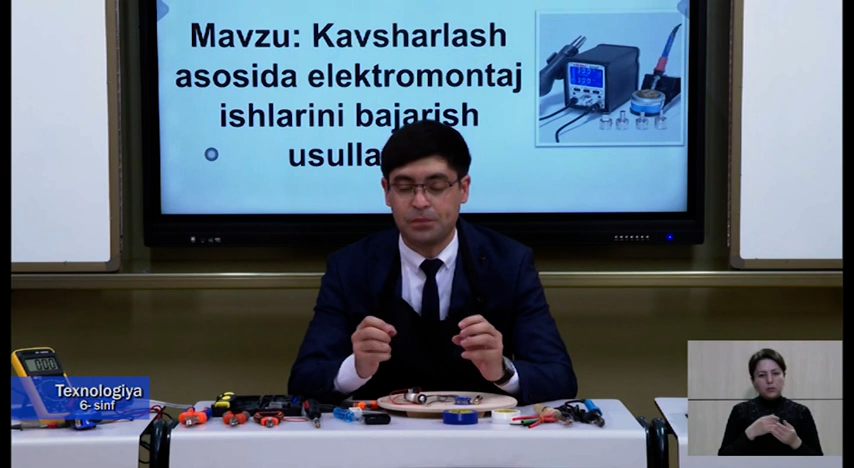 Mavzu: Kavsharlash
asosida elektromontaj
ishlarini bajarish
Texnologiya
6- sinf